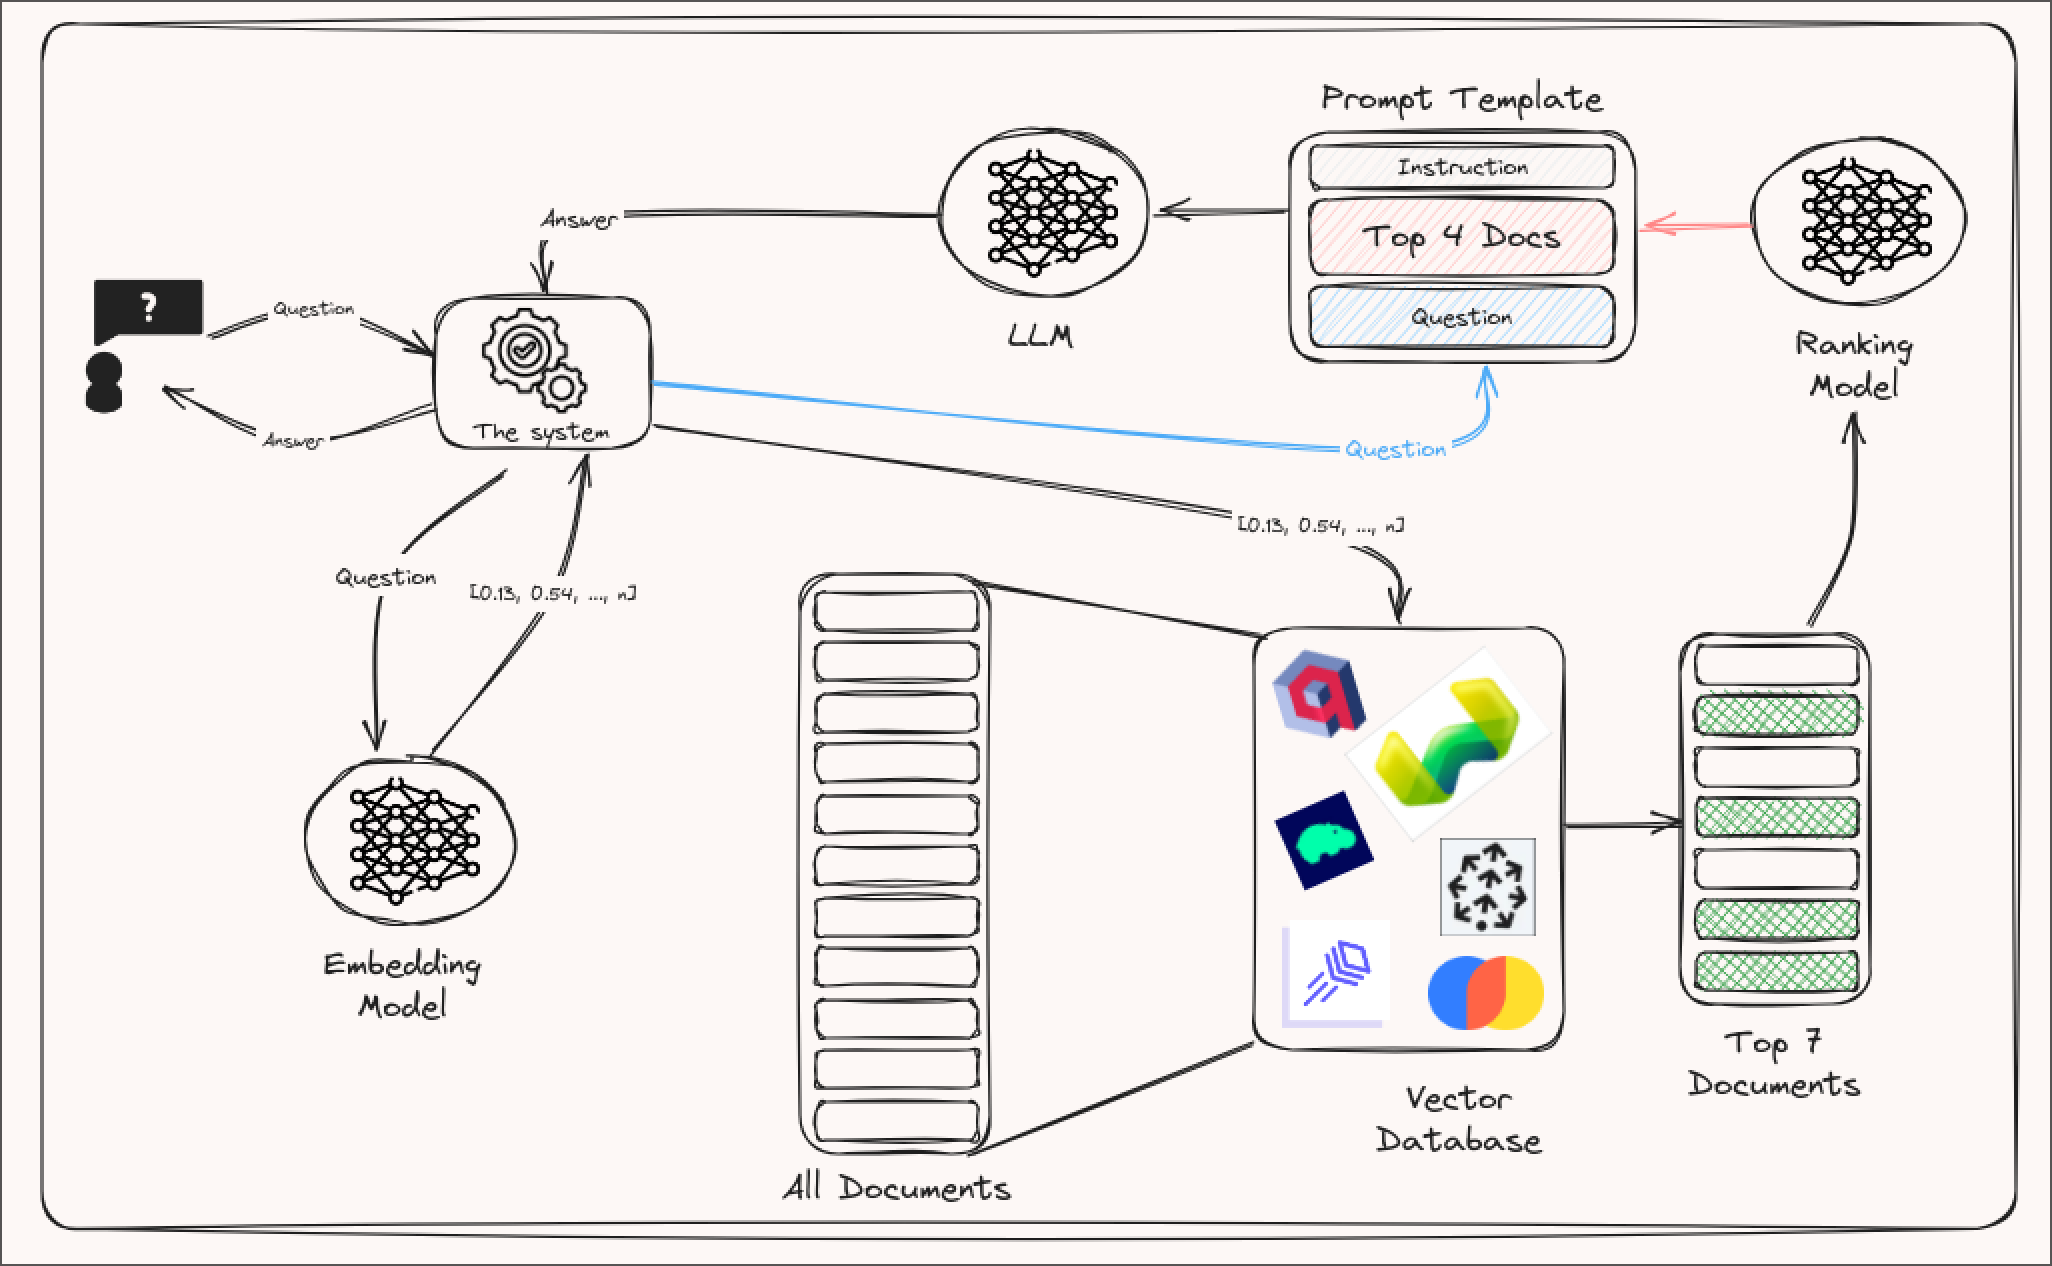 Prompt Template
Instruction
Top 4 Docs
Question
Answer
LLM
Ranking
Model
?
Question
The system
Answer
Question
[0.13, 0.54, ..., n]
Question
[0.13, 0.54, ..., n]
Embedding
Model
All Documents
Vector
Database
Top 7
Documents